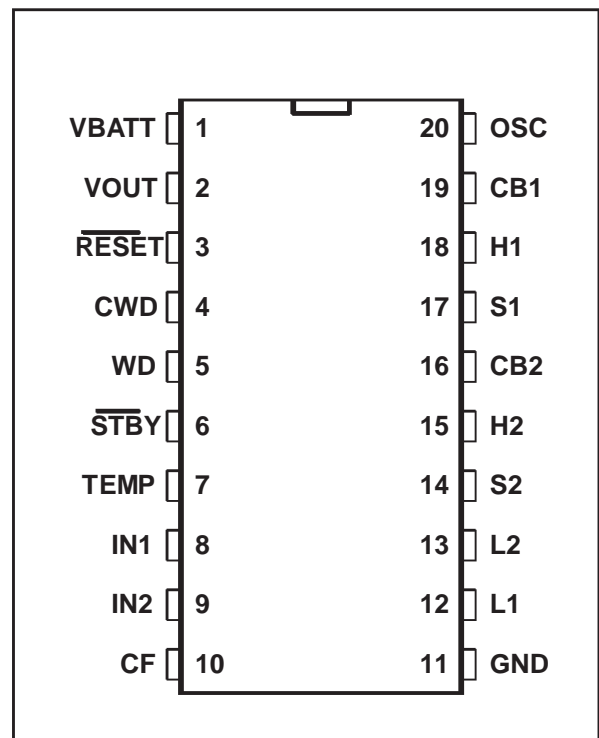 VBATT 1 20 OSC
VOUT 2 19 CB1
RESET 3 18 H1
CWD 4 17 S1
WD 5 16 CB2
STBY 6 15 H2
TEMP 7 14 S2
IN1 8 13 L2
IN2 9 12 L1
CF 10 11 GND